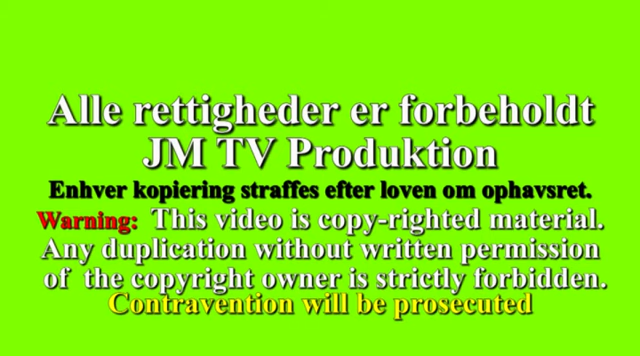 Alle rettigheder er forbeholdt
JM TV Produktion
Enhver kopiering straffes efter loven om ophavsret.
Warning: This video is copy-righted material.
Any duplication without written permission
of the copyright owner is strictly forbidden.
Contravention will be prosecuted